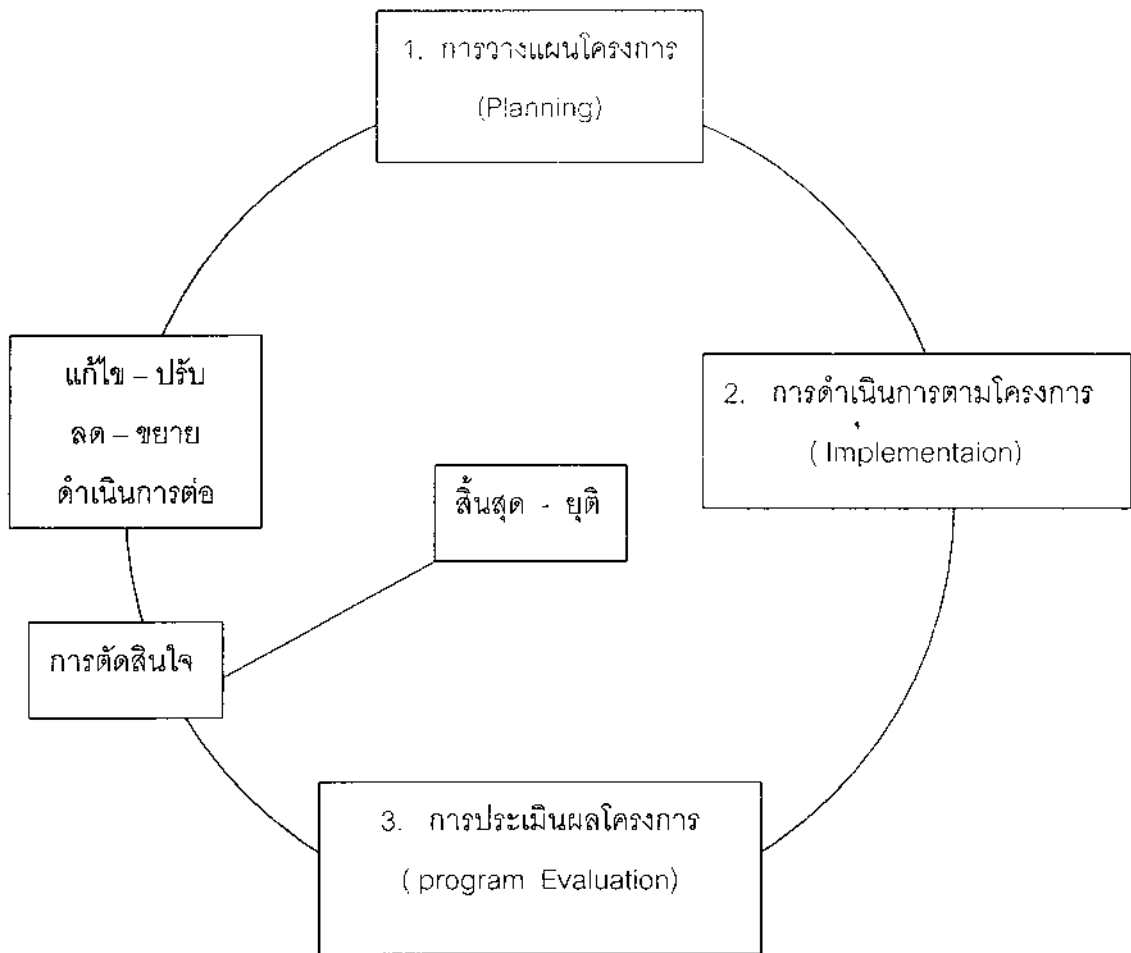 1. การวางแผนโครงการ
(Planning)
2. การดำเนินการตามโครงการ
( Implementaion)
3. การประเมินผลโครงการ
( program Evaluation)
การตัดสินใจ
สิ้นสุด - ยุติ
แก้ไข – ปรับ
ลด – ขยาย
ดำเนินการต่อ